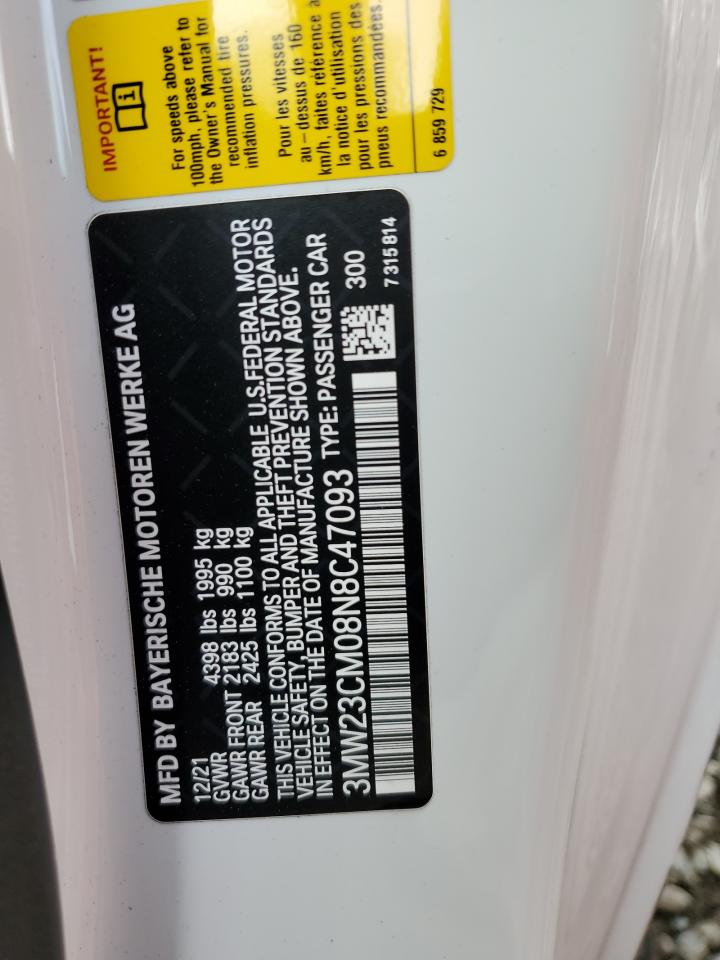 IMPORTANT!
For speeds above
100mph, please refer to
the Owner's Manual for
recommended tire
inflation pressures.
Pour les vitesses
au-dessus de 160
km/h, faites référence à
la notice d'utilisation
pour les pressions des
pneus recommandées.
6 859 729
MFD BY BAYERISCHE MOTOREN WERKE AG
12/21
GVWR 4398 lbs 1995 kg
GAWR FRONT 2183 lbs 990 kg
GAWR REAR 2425 lbs 1100 kg
THIS VEHICLE CONFORMS TO ALL APPLICABLE U.S.FEDERAL MOTOR
VEHICLE SAFETY, BUMPER AND THEFT PREVENTION STANDARDS
IN EFFECT ON THE DATE OF MANUFACTURE SHOWN ABOVE.
3MW23CM08N8C47093 TYPE: PASSENGER CAR
300
7 315 814